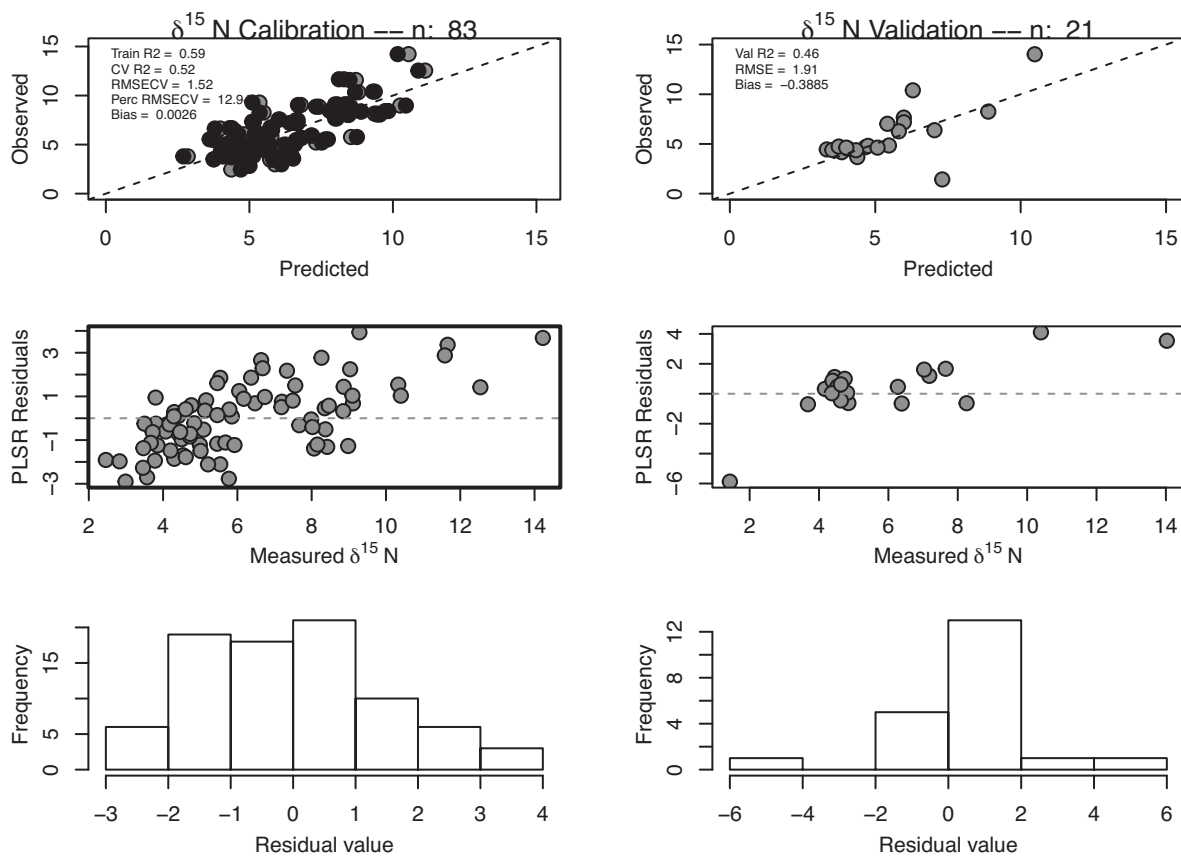 δ15 N Calibration −− n: 83
Train R2 = 0.59
CV R2 = 0.52
RMSECV = 1.52
Perc RMSECV = 12.9
Bias = 0.0026
Observed
0 5 10 15
0 5 10 15
Predicted
δ15 N Validation −− n: 21
Val R2 = 0.46
RMSE = 1.91
Bias = −0.3885
Observed
0 5 10 15
0 5 10 15
Predicted
PLSR Residuals
−3 −1 1 3
2 4 6 8 10 12 14
Measured δ15 N
PLSR Residuals
−6 −2 2 4
4 6 8 10 12 14
Measured δ15 N
Frequency
0 5 15
−3 −2 −1 0 1 2 3 4
Residual value
Frequency
0 4 8 12
−6 −4 −2 0 2 4 6
Residual value